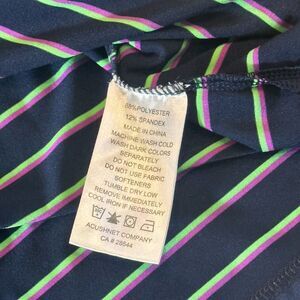 88% POLYESTER
12% SPANDEX
MADE IN CHINA
MACHINE WASH COLD
WASH DARK COLORS
SEPARATELY
DO NOT BLEACH
DO NOT USE FABRIC
SOFTENERS
TUMBLE DRY LOW
REMOVE IMMEDIATELY
COOL IRON IF NECESSARY
ACUSHNET COMPANY
CA # 28544